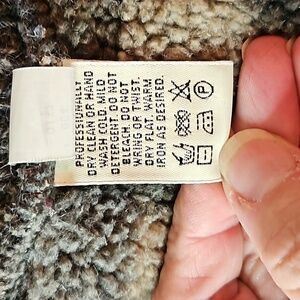 PROFESSIONALLY
DRY CLEAN OR HAND
WASH COLD. MILD
DETERGENT. DO NOT
BLEACH. DO NOT
WRING OR TWIST.
DRY FLAT. WARM
IRON AS DESIRED.
P